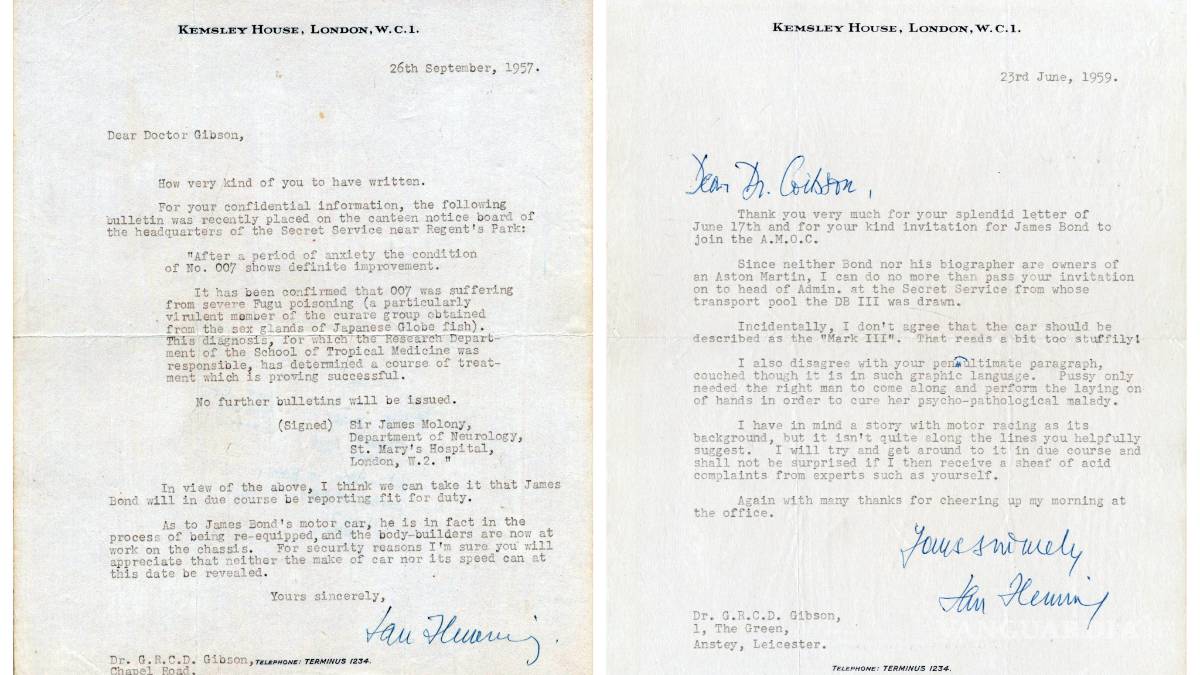 KEMSLEY HOUSE, LONDON, W.C.1.
26th September, 1957.
Dear Doctor Gibson,
How very kind of you to have written.
For your confidential information, the following
bulletin was recently placed on the canteen notice board of
the headquarters of the Secret Service near Regent's Park:
"After a period of anxiety the condition
of No. 007 shows definite improvement.
It has been confirmed that 007 was suffering
from severe Fugu poisoning (a particularly
virulent member of the curare group obtained
from the sex glands of Japanese Globe fish).
This diagnosis, for which the Research Depart-
ment of the School of Tropical Medicine was
responsible, has determined a course of treat-
ment which is proving successful.
No further bulletins will be issued.
(Signed) Sir James Molony,
Department of Neurology,
St. Mary's Hospital,
London, W.2. "
In view of the above, I think we can take it that James
Bond will in due course be reporting fit for duty.
As to James Bond's motor car, he is in fact in the
process of being re-equipped, and the body-builders are now at
work on the chassis. For security reasons I'm sure you will
appreciate that neither the make of car nor its speed can at
this date be revealed.
Yours sincerely,
Ian Fleming.
Dr. G.R.C.D. Gibson,
TELEPHONE: TERMINUS 1234.
Chapel Road.
KEMSLEY HOUSE, LONDON, W.C.1.
23rd June, 1959.
Dear Dr. Gibson,
Thank you very much for your splendid letter of
June 17th and for your kind invitation for James Bond to
join the A.M.O.C.
Since neither Bond nor his biographer are owners of
an Aston Martin, I can do no more than pass your invitation
on to head of Admin. at the Secret Service from whose
transport pool the DB III was drawn.
Incidentally, I don't agree that the car should be
described as the "Mark III". That reads a bit too stuffily!
I also disagree with your penultimate paragraph,
couched though it is in such graphic language. Pussy only
needed the right man to come along and perform the laying on
of hands in order to cure her psycho-pathological malady.
I have in mind a story with motor racing as its
background, but it isn't quite along the lines you helpfully
suggest. I will try and get around to it in due course and
shall not be surprised if I then receive a sheaf of acid
complaints from experts such as yourself.
Again with many thanks for cheering up my morning at
the office.
Yours sincerely
Ian Fleming
Dr. G.R.C.D. Gibson,
1, The Green,
Anstey, Leicester.
TELEPHONE: TERMINUS 1234.